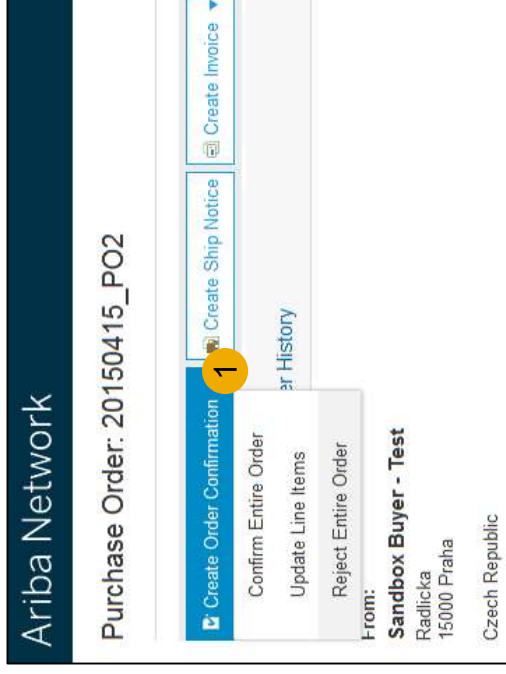 Ariba Network
Purchase Order: 20150415_PO2
Create Order Confirmation 1 Create Ship Notice Create Invoice
Confirm Entire Order
Update Line Items
Reject Entire Order
er History
From:
Sandbox Buyer - Test
Radlicka
15000 Praha
Czech Republic